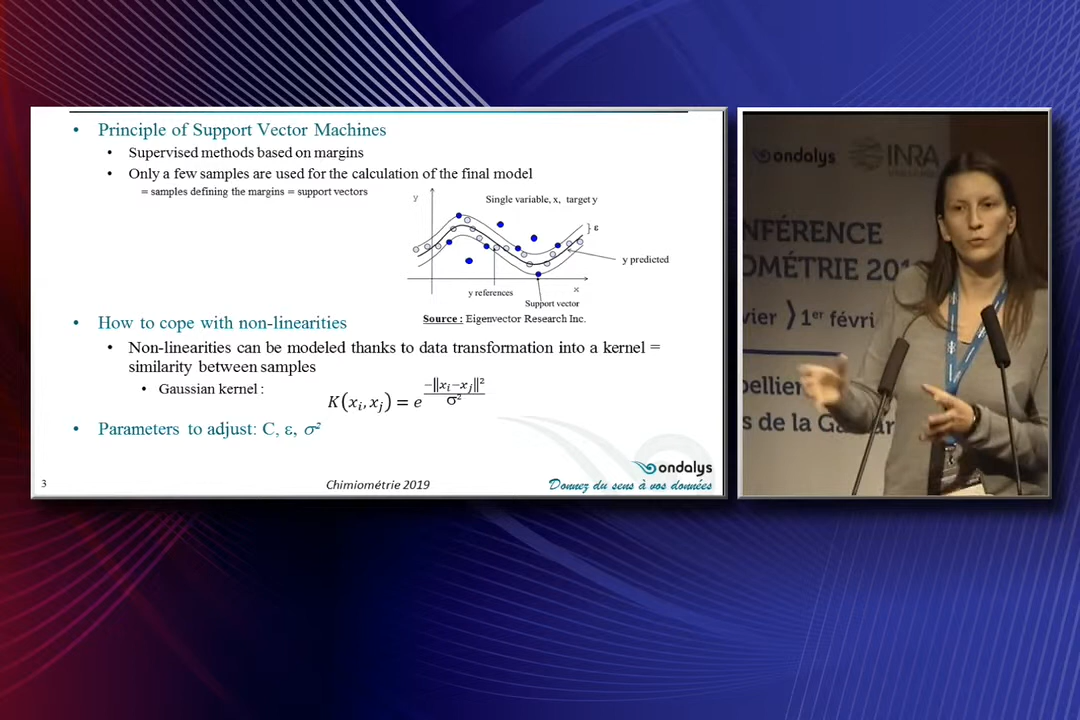 • Principle of Support Vector Machines
• Supervised methods based on margins
• Only a few samples are used for the calculation of the final model
= samples defining the margins = support vectors
y
Single variable, x, target y
} ε
y predicted
x
y references
Support vector
Source : Eigenvector Research Inc.
• How to cope with non-linearities
• Non-linearities can be modeled thanks to data transformation into a kernel =
similarity between samples
• Gaussian kernel :
K(xᵢ,xⱼ) = e^(−‖xᵢ−xⱼ‖²/σ²)
• Parameters to adjust: C, ε, σ²
3
Chimiométrie 2019
ondalys
Donnez du sens à vos données
ondalys
INRA
NFÉRENCE
OMÉTRIE 201
vier ⟩ 1er févri
pellier
s de la Ga